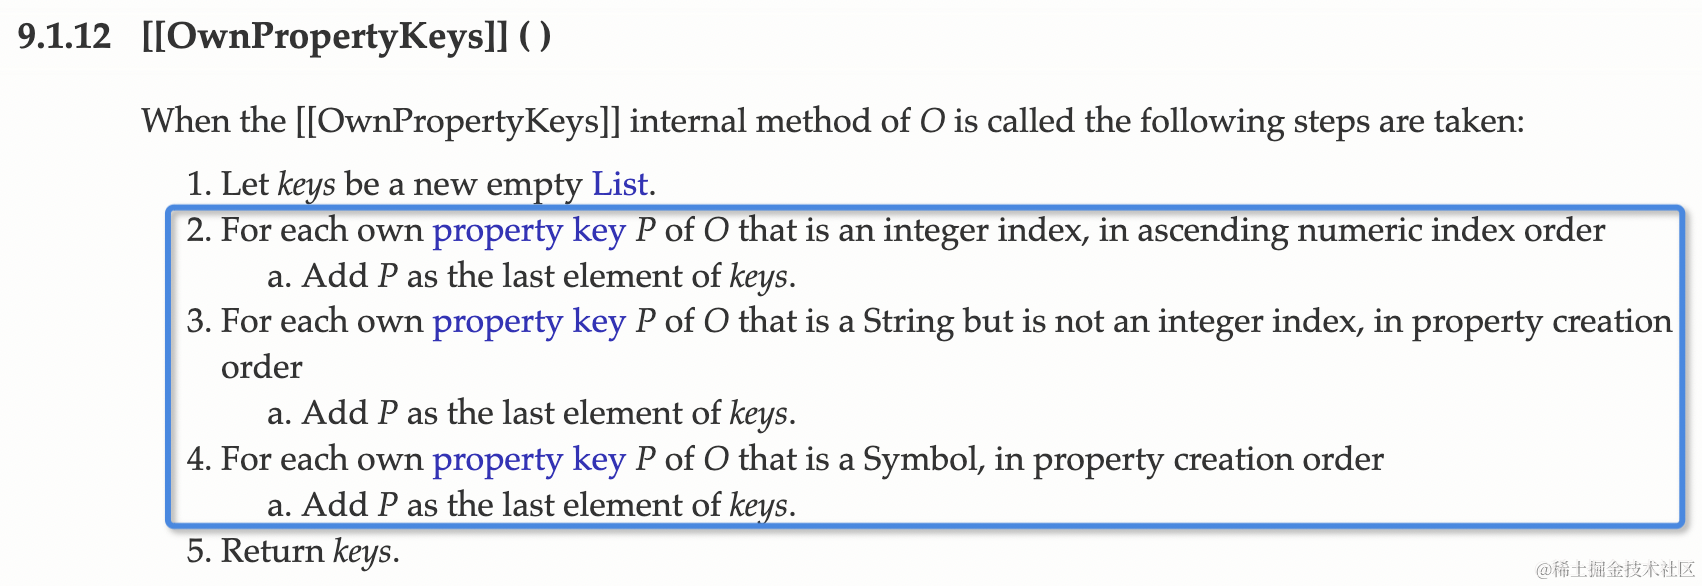 9.1.12 [[OwnPropertyKeys]] ( )
When the [[OwnPropertyKeys]] internal method of O is called the following steps are taken:
1. Let keys be a new empty List.
2. For each own property key P of O that is an integer index, in ascending numeric index order
a. Add P as the last element of keys.
3. For each own property key P of O that is a String but is not an integer index, in property creation
order
a. Add P as the last element of keys.
4. For each own property key P of O that is a Symbol, in property creation order
a. Add P as the last element of keys.
5. Return keys.
@稀土掘金技术社区